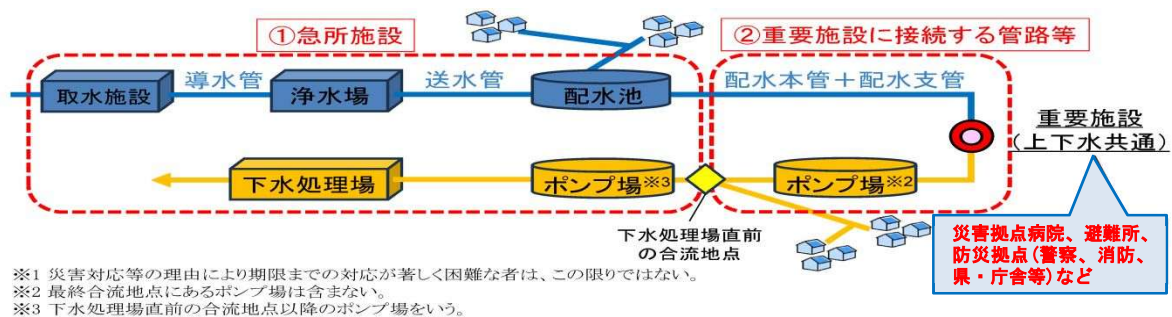 ①急所施設
②重要施設に接続する管路等
取水施設
導水管
浄水場
送水管
配水池
配水本管＋配水支管
重要施設
(上下水共通)
下水処理場
ポンプ場※3
ポンプ場※2
下水処理場直前
の合流地点
災害拠点病院、避難所、
防災拠点(警察、消防、
県・庁舎等)など
※1 災害対応等の理由により期限までの対応が著しく困難な者は、この限りではない。
※2 最終合流地点にあるポンプ場は含まない。
※3 下水処理場直前の合流地点以降のポンプ場をいう。